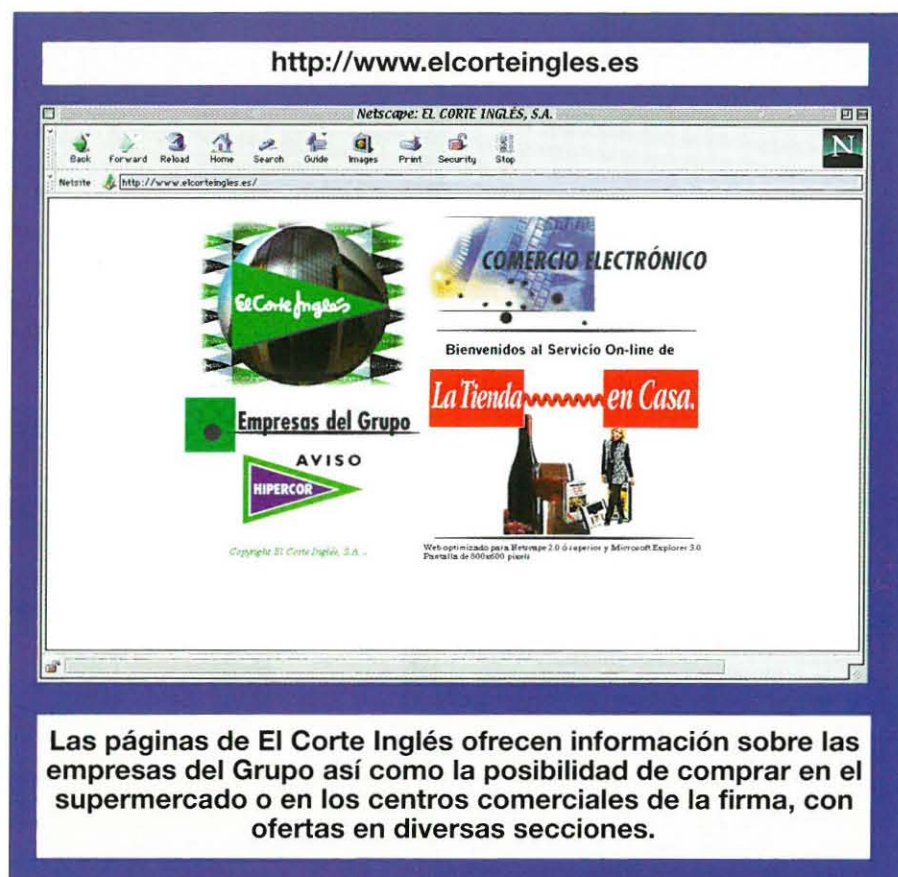 http://www.elcorteingles.es
Netscape: EL CORTE INGLÉS, S.A.
Back Forward Reload Home Search Guide Images Print Security Stop
N
Netsite http://www.elcorteingles.es/
El Corte Inglés
COMERCIO ELECTRÓNICO
Bienvenidos al Servicio On-line de
La Tienda en Casa.
Empresas del Grupo
AVISO
HIPERCOR
Copyright El Corte Inglés, S.A..
Web optimizado para Netscape 2.0 ó superior y Microsoft Explorer 3.0
Pantalla de 800x600 pixels
Las páginas de El Corte Inglés ofrecen información sobre las
empresas del Grupo así como la posibilidad de comprar en el
supermercado o en los centros comerciales de la firma, con
ofertas en diversas secciones.